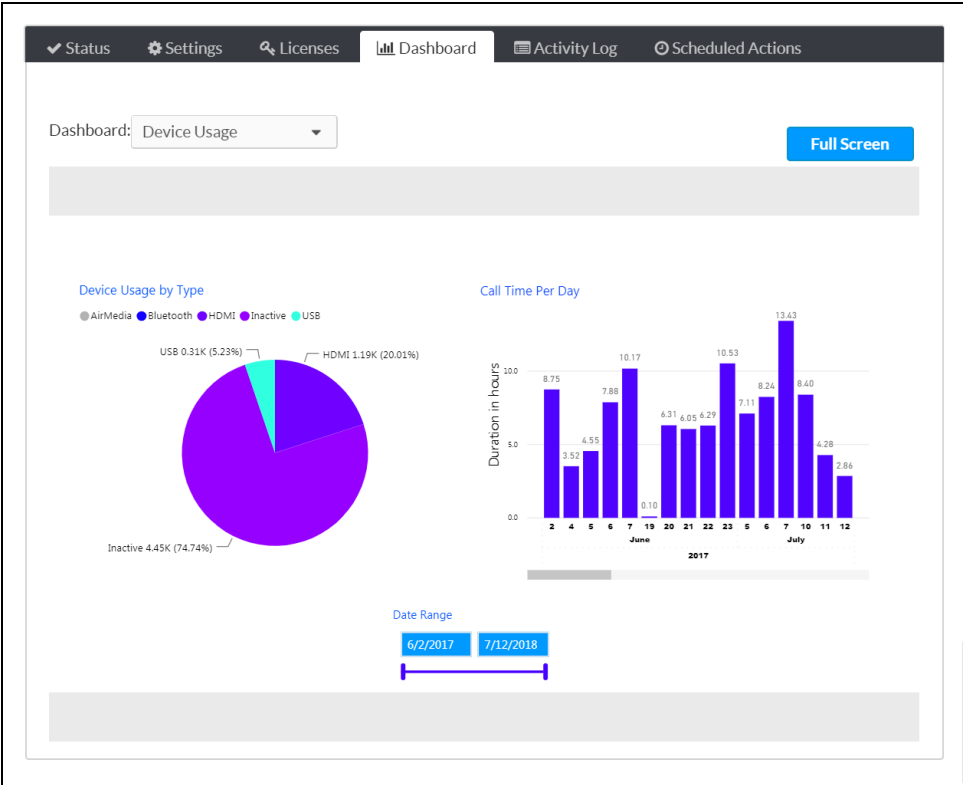 Status Settings Licenses Dashboard Activity Log Scheduled Actions
Dashboard: Device Usage
Full Screen
Device Usage by Type
AirMedia Bluetooth HDMI Inactive USB
USB 0.31K (5.23%)
HDMI 1.19K (20.01%)
Inactive 4.45K (74.74%)
Call Time Per Day
Duration in hours
10.0
5.0
0.0
8.75 3.52 4.55 7.88 10.17 0.10 6.31 6.05 6.29 10.53 7.11 8.24 13.43 8.40 4.28 2.86
2 4 5 6 7 19 20 21 22 23 5 6 7 10 11 12
June July
2017
Date Range
6/2/2017 7/12/2018